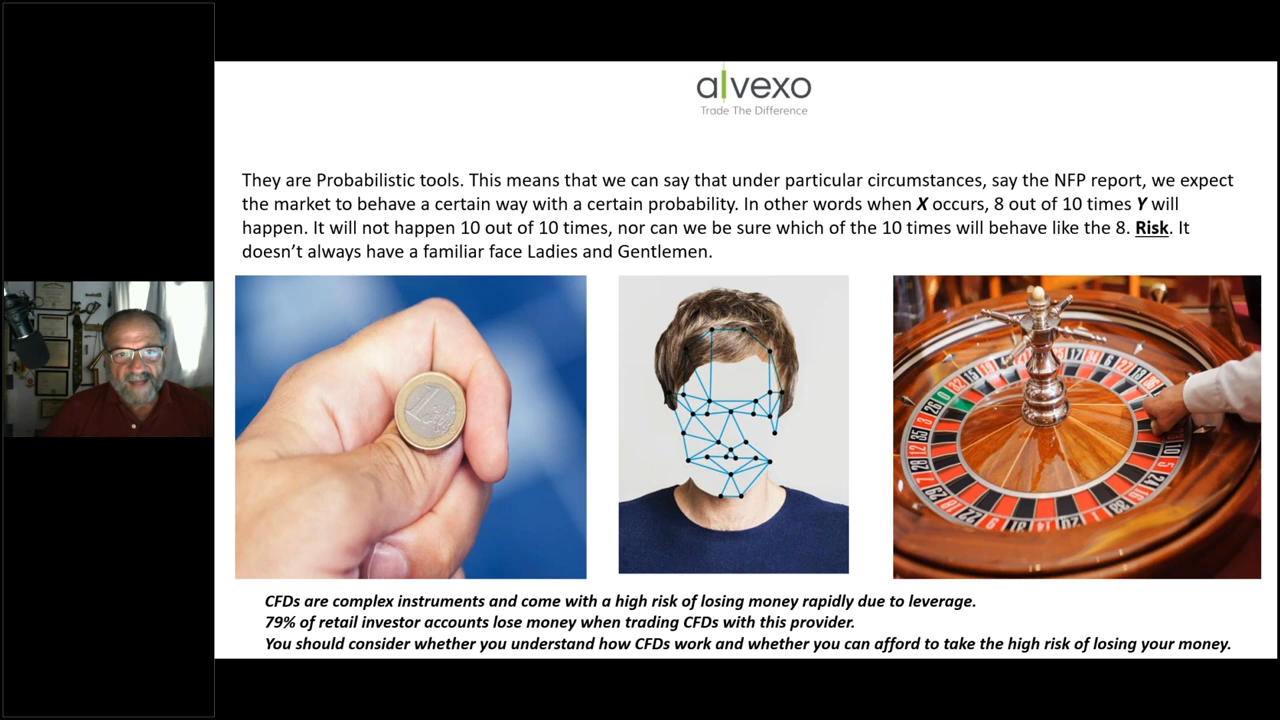 alvexo
Trade The Difference
They are Probabilistic tools. This means that we can say that under particular circumstances, say the NFP report, we expect
the market to behave a certain way with a certain probability. In other words when X occurs, 8 out of 10 times Y will
happen. It will not happen 10 out of 10 times, nor can we be sure which of the 10 times will behave like the 8. Risk. It
doesn’t always have a familiar face Ladies and Gentlemen.
CFDs are complex instruments and come with a high risk of losing money rapidly due to leverage.
79% of retail investor accounts lose money when trading CFDs with this provider.
You should consider whether you understand how CFDs work and whether you can afford to take the high risk of losing your money.